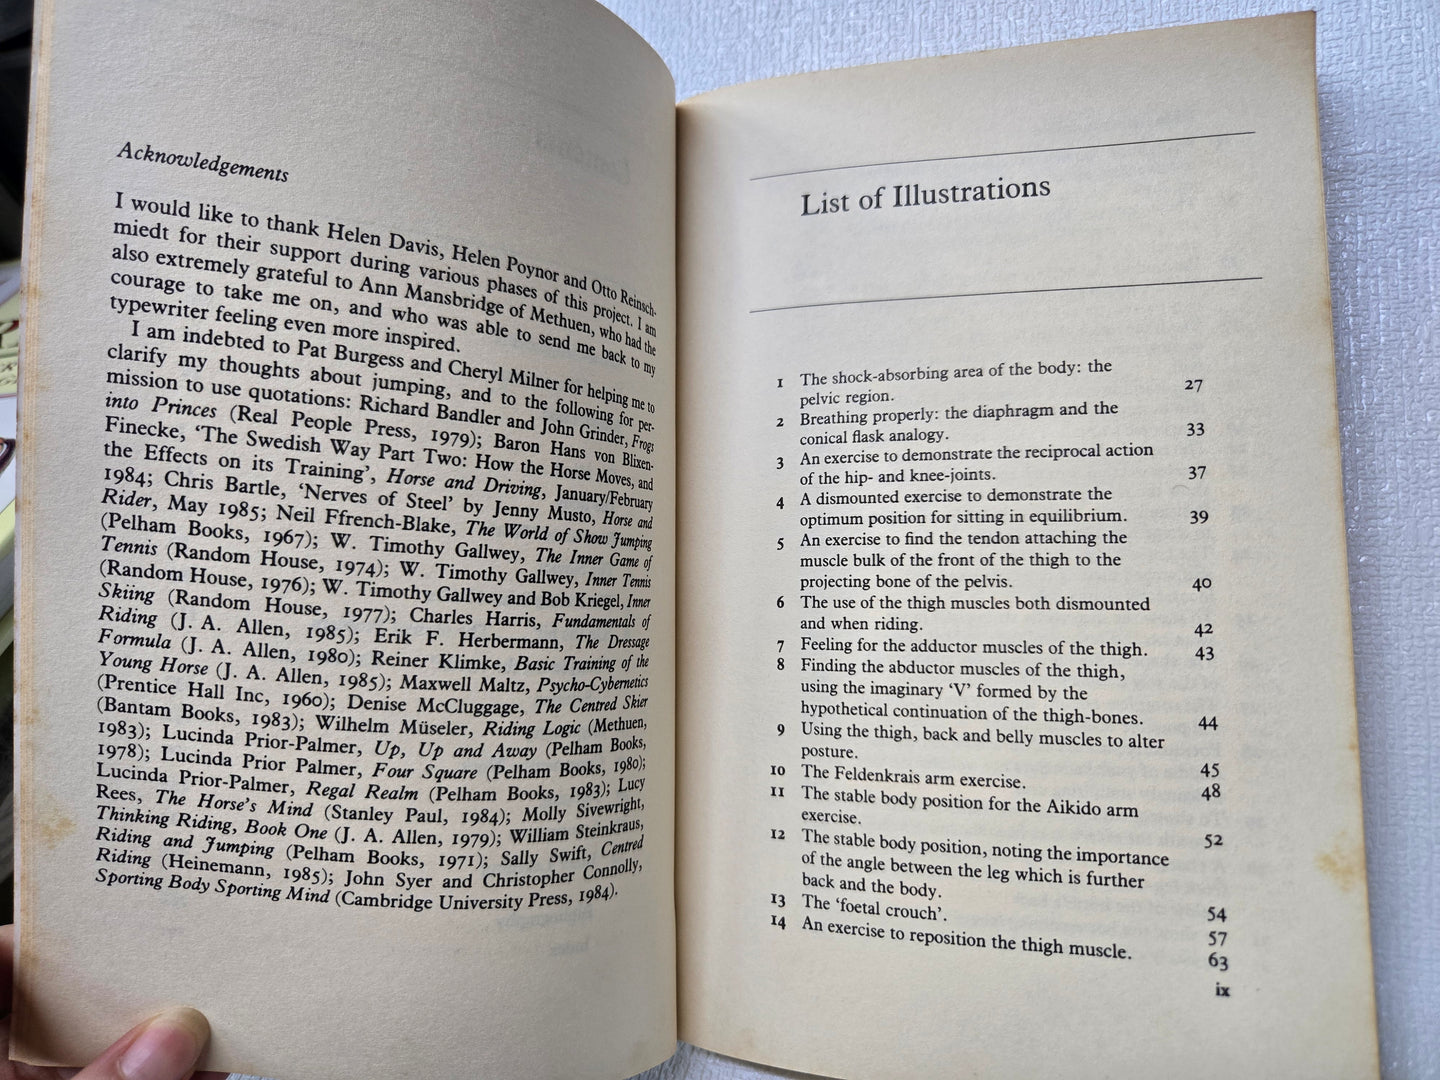 Acknowledgements
I would like to thank Helen Davis, Helen Poynor and Otto Reinsch-
miedt for their support during various phases of this project. I am
also extremely grateful to Ann Mansbridge of Methuen, who had the
courage to take me on, and who was able to send me back to my
typewriter feeling even more inspired.
I am indebted to Pat Burgess and Cheryl Milner for helping me to
clarify my thoughts about jumping, and to the following for per-
mission to use quotations: Richard Bandler and John Grinder, Frogs
into Princes (Real People Press, 1979); Baron Hans von Blixen-
Finecke, ‘The Swedish Way Part Two: How the Horse Moves, and
the Effects on its Training’, Horse and Driving, January/February
1984; Chris Bartle, ‘Nerves of Steel’ by Jenny Musto, Horse and
Rider, May 1985; Neil Ffrench-Blake, The World of Show Jumping
(Pelham Books, 1967); W. Timothy Gallwey, The Inner Game of
Tennis (Random House, 1974); W. Timothy Gallwey, Inner Tennis
(Random House, 1976); W. Timothy Gallwey and Bob Kriegel, Inner
Skiing (Random House, 1977); Charles Harris, Fundamentals of
Riding (J. A. Allen, 1985); Erik F. Herbermann, The Dressage
Formula (J. A. Allen, 1980); Reiner Klimke, Basic Training of the
Young Horse (J. A. Allen, 1985); Maxwell Maltz, Psycho-Cybernetics
(Prentice Hall Inc, 1960); Denise McCluggage, The Centred Skier
(Bantam Books, 1983); Wilhelm Müseler, Riding Logic (Methuen,
1983); Lucinda Prior-Palmer, Up, Up and Away (Pelham Books,
1978); Lucinda Prior Palmer, Four Square (Pelham Books, 1980);
Lucinda Prior-Palmer, Regal Realm (Pelham Books, 1983); Lucy
Rees, The Horse's Mind (Stanley Paul, 1984); Molly Sivewright,
Thinking Riding, Book One (J. A. Allen, 1979); William Steinkraus,
Riding and Jumping (Pelham Books, 1971); Sally Swift, Centred
Riding (Heinemann, 1985); John Syer and Christopher Connolly,
Sporting Body Sporting Mind (Cambridge University Press, 1984).
List of Illustrations
1 The shock-absorbing area of the body: the
pelvic region. 27
2 Breathing properly: the diaphragm and the
conical flask analogy. 33
3 An exercise to demonstrate the reciprocal action
of the hip- and knee-joints. 37
4 A dismounted exercise to demonstrate the
optimum position for sitting in equilibrium. 39
5 An exercise to find the tendon attaching the
muscle bulk of the front of the thigh to the
projecting bone of the pelvis. 40
6 The use of the thigh muscles both dismounted
and when riding. 42
7 Feeling for the adductor muscles of the thigh. 43
8 Finding the abductor muscles of the thigh,
using the imaginary ‘V’ formed by the
hypothetical continuation of the thigh-bones. 44
9 Using the thigh, back and belly muscles to alter
posture. 45
10 The Feldenkrais arm exercise. 48
11 The stable body position for the Aikido arm
exercise. 52
12 The stable body position, noting the importance
of the angle between the leg which is further
back and the body. 54
13 The ‘foetal crouch’. 57
14 An exercise to reposition the thigh muscle. 63
ix